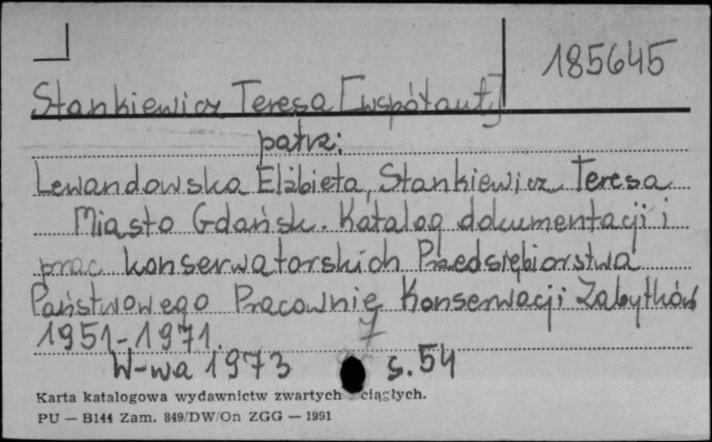 185645
Stankiewicz Teresa [współaut]
patrz:
Lewandowska Elżbieta, Stankiewicz Teresa
Miasto Gdańsk. Katalog dokumentacji i
prac konserwatorskich Przedsiębiorstwa
Państwowego Pracownie Konserwacji Zabytków
1951-1971.
W-wa 1973 s. 54
Karta katalogowa wydawnictw zwartych ciągłych.
PU — B144 Zam. 849/DW/On ZGG — 1991